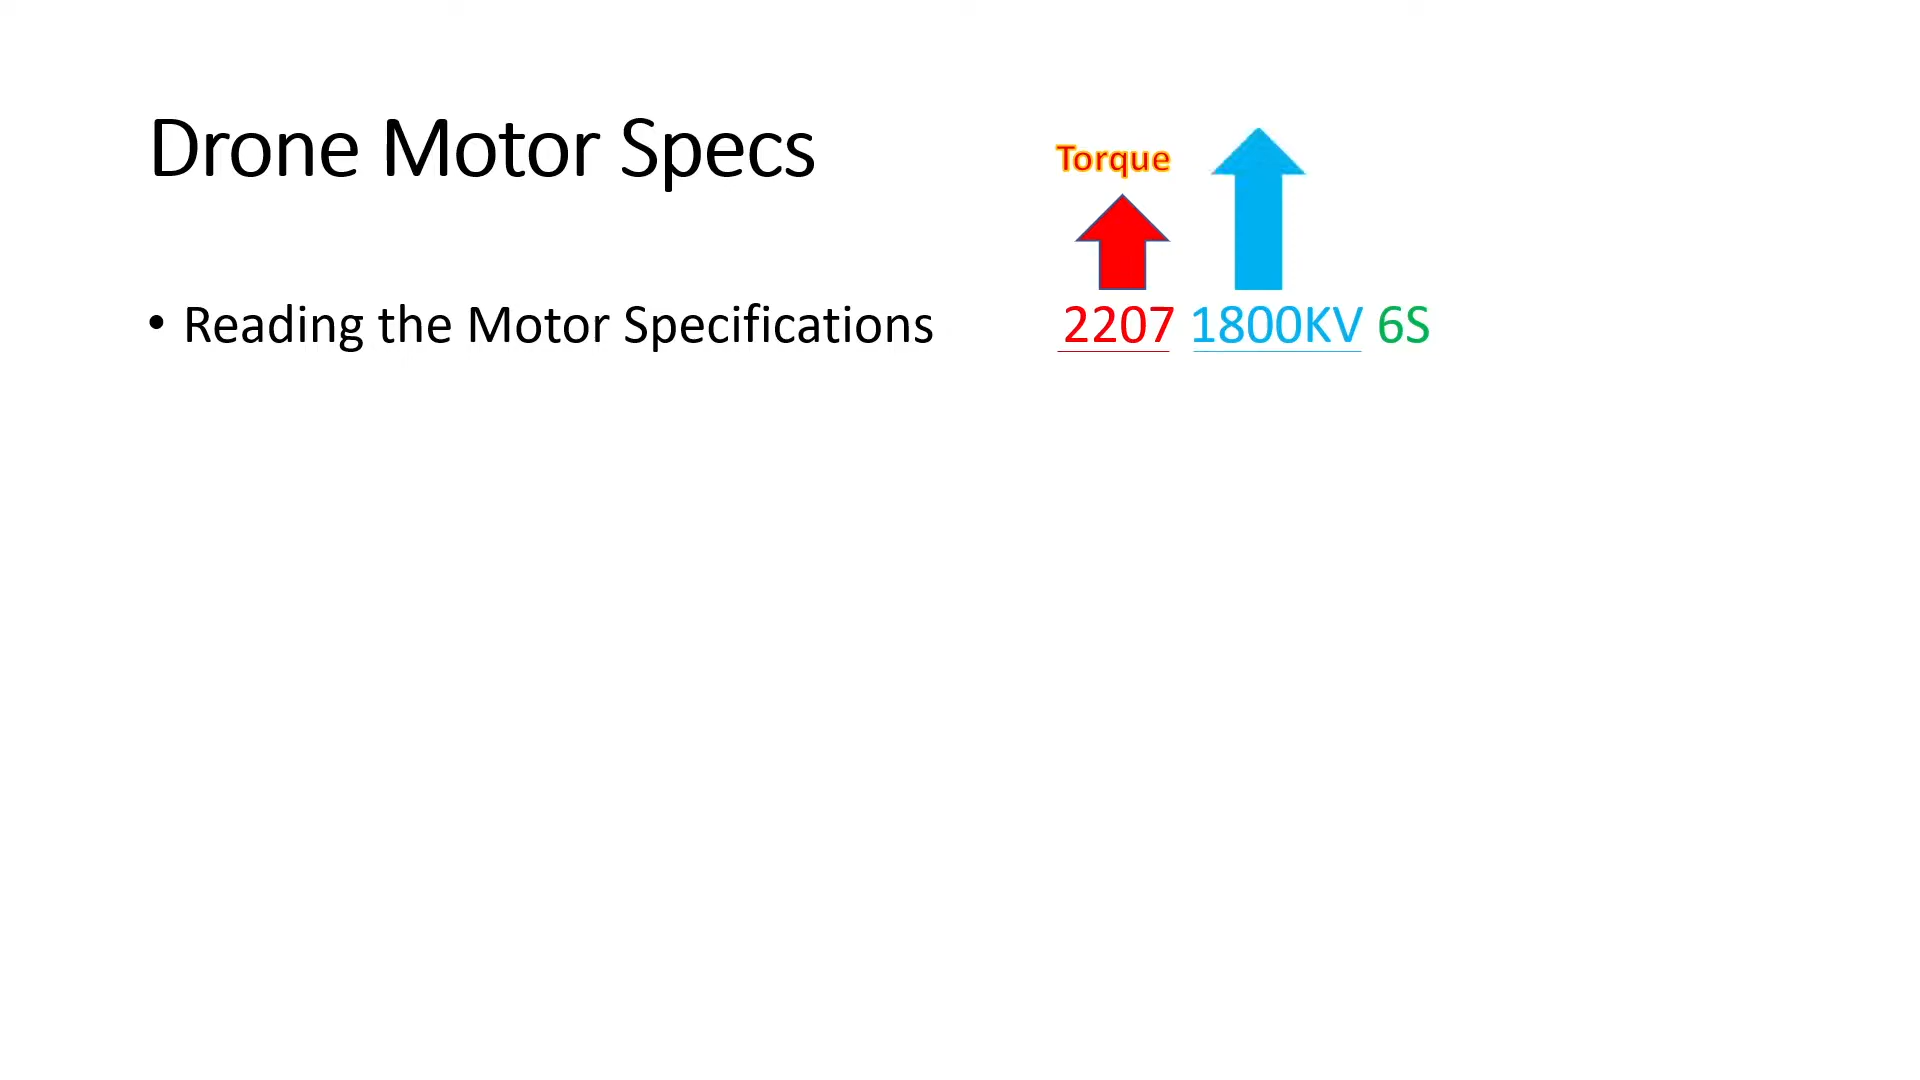 Drone Motor Specs
Torque
• Reading the Motor Specifications
2207 1800KV 6S